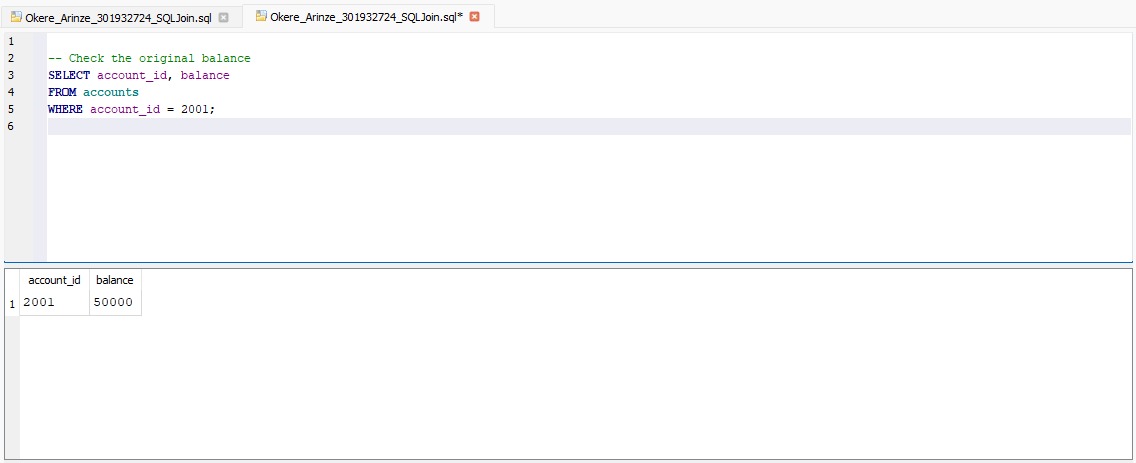 Okere_Arinze_301932724_SQLJoin.sql Okere_Arinze_301932724_SQLJoin.sql*
1
2 -- Check the original balance
3 SELECT account_id, balance
4 FROM accounts
5 WHERE account_id = 2001;
6
account_id balance
1 2001 50000